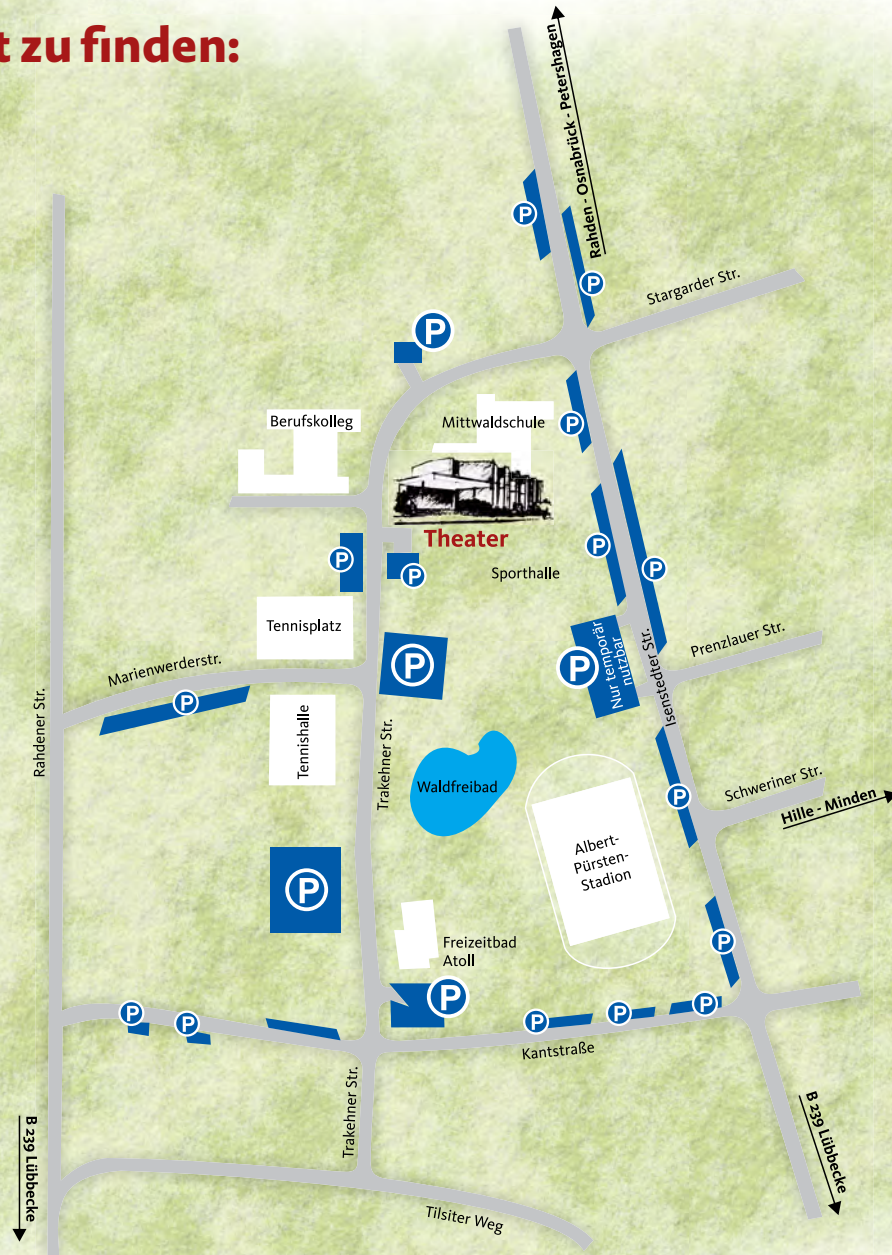 t zu finden:
Rahden - Osnabrück - Petershagen
P
P
Stargarder Str.
P
Berufskolleg
Mittwaldschule
P
Theater
P
P
P
Sporthalle
P
P
Tennisplatz
Nur temporär
nutzbar
Prenzlauer Str.
Marienwerderstr.
P
P
Isenstedter Str.
Rahdener Str.
P
Tennishalle
Trakehner Str.
Waldfreibad
Schweriner Str.
P
Hille - Minden
Albert-
Pürsten-
Stadion
P
Freizeitbad
Atoll
P
P
P
P
P
P
P
Kantstraße
Trakehner Str.
B 239 Lübbecke
B 239 Lübbecke
Tilsiter Weg